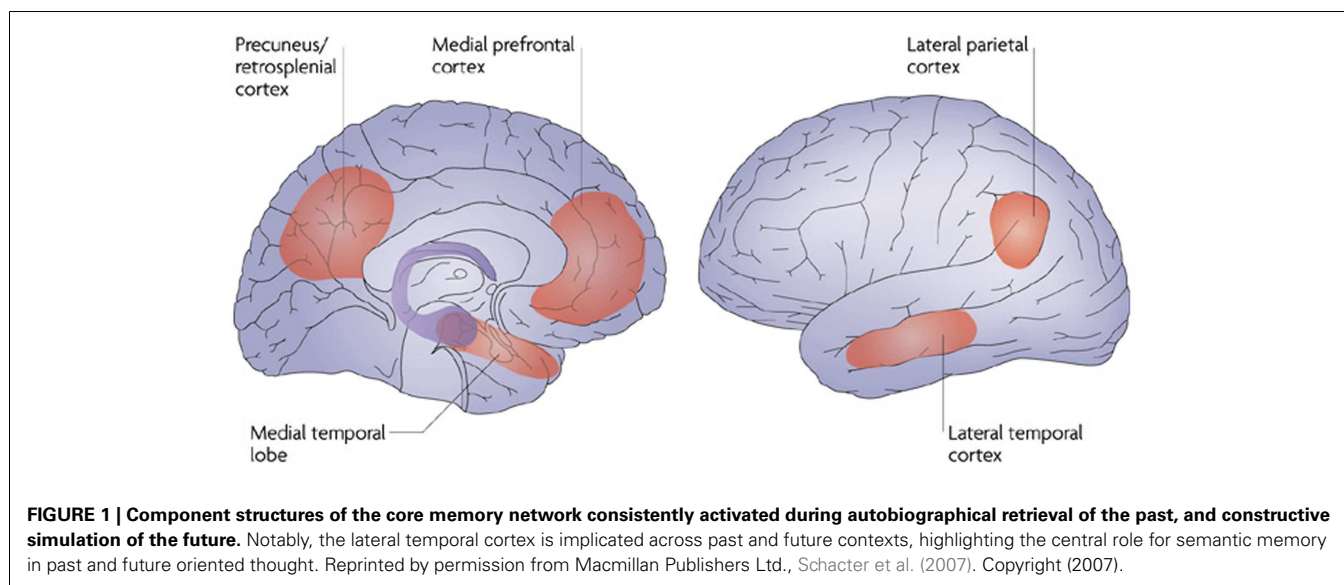 Precuneus/
retrosplenial
cortex
Medial prefrontal
cortex
Lateral parietal
cortex
Medial temporal
lobe
Lateral temporal
cortex
FIGURE 1 | Component structures of the core memory network consistently activated during autobiographical retrieval of the past, and constructive
simulation of the future. Notably, the lateral temporal cortex is implicated across past and future contexts, highlighting the central role for semantic memory
in past and future oriented thought. Reprinted by permission from Macmillan Publishers Ltd., Schacter et al. (2007). Copyright (2007).